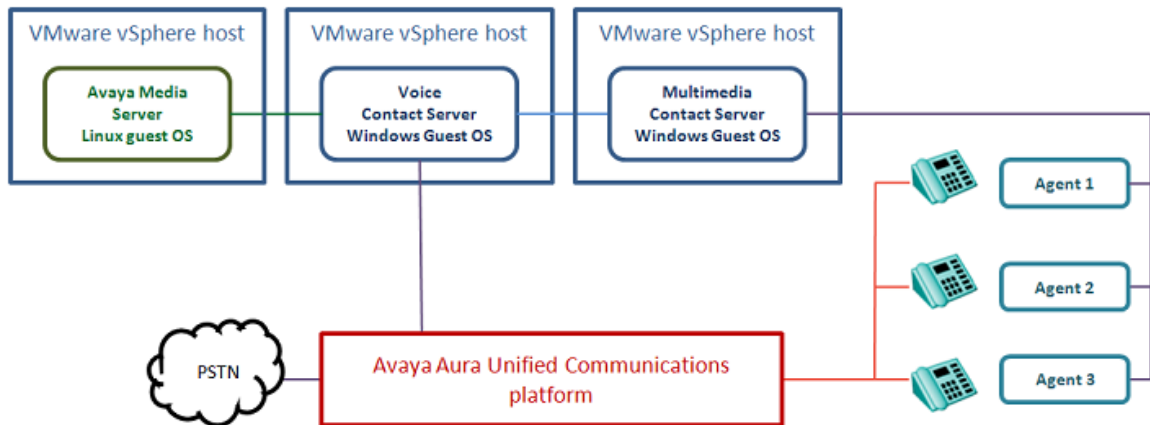 VMware vSphere host
Avaya Media
Server
Linux guest OS
VMware vSphere host
Voice
Contact Server
Windows Guest OS
VMware vSphere host
Multimedia
Contact Server
Windows Guest OS
Agent 1
Agent 2
Agent 3
PSTN
Avaya Aura Unified Communications
platform